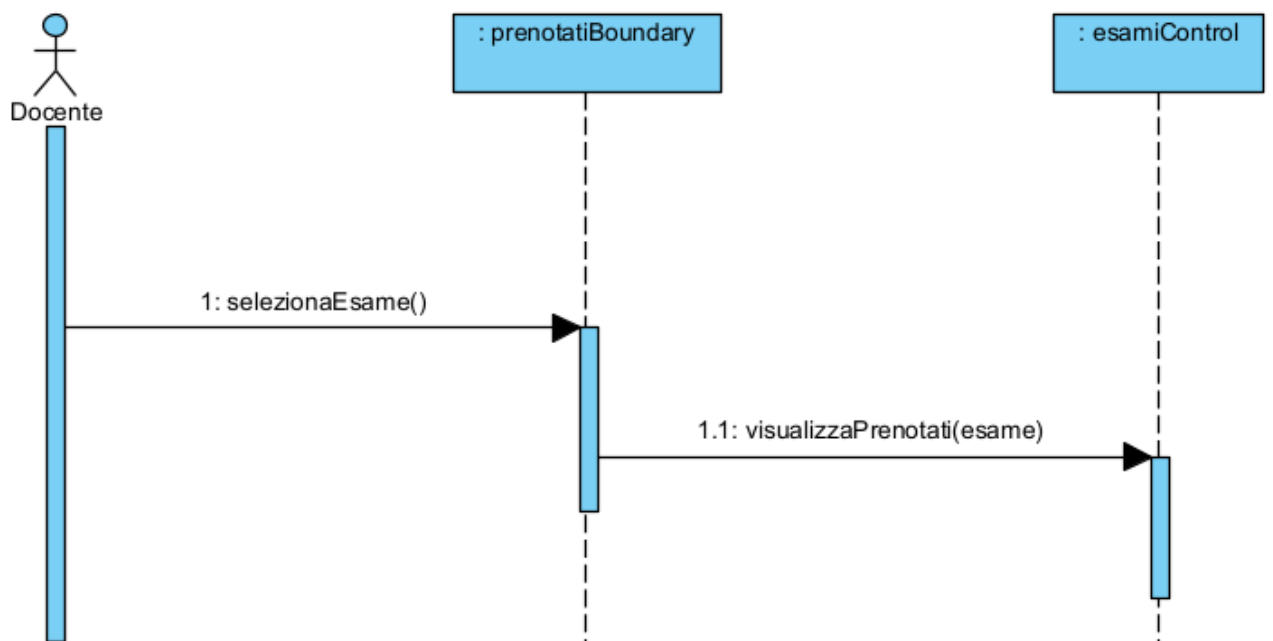 : prenotatiBoundary
: esamiControl
Docente
1: selezionaEsame()
1.1: visualizzaPrenotati(esame)